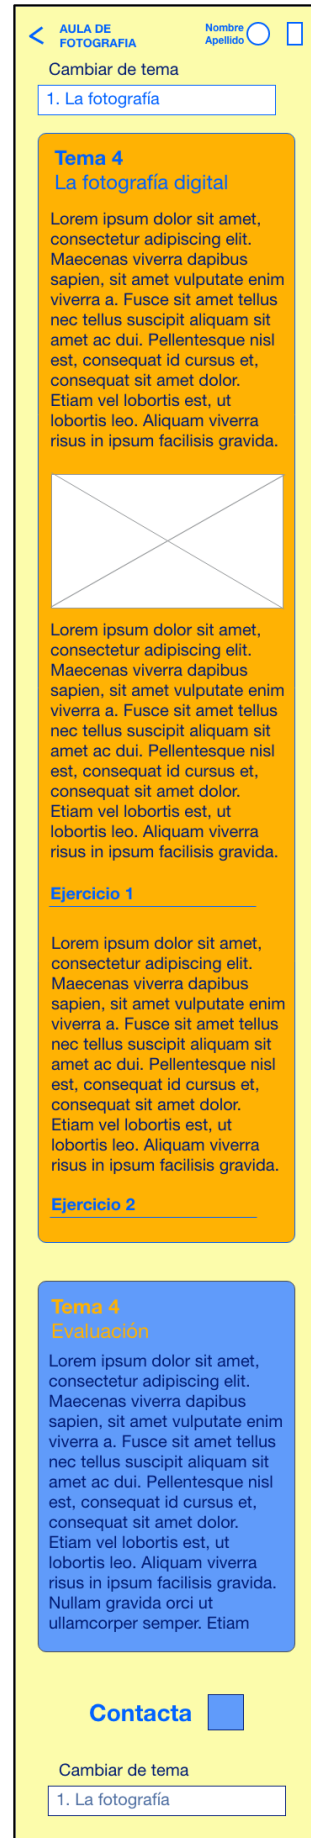 <
AULA DE
FOTOGRAFIA
Nombre
Apellido
Cambiar de tema
1. La fotografía
Tema 4
La fotografía digital
Lorem ipsum dolor sit amet,
consectetur adipiscing elit.
Maecenas viverra dapibus
sapien, sit amet vulputate enim
viverra a. Fusce sit amet tellus
nec tellus suscipit aliquam sit
amet ac dui. Pellentesque nisl
est, consequat id cursus et,
consequat sit amet dolor.
Etiam vel lobortis est, ut
lobortis leo. Aliquam viverra
risus in ipsum facilisis gravida.
Lorem ipsum dolor sit amet,
consectetur adipiscing elit.
Maecenas viverra dapibus
sapien, sit amet vulputate enim
viverra a. Fusce sit amet tellus
nec tellus suscipit aliquam sit
amet ac dui. Pellentesque nisl
est, consequat id cursus et,
consequat sit amet dolor.
Etiam vel lobortis est, ut
lobortis leo. Aliquam viverra
risus in ipsum facilisis gravida.
Ejercicio 1
Lorem ipsum dolor sit amet,
consectetur adipiscing elit.
Maecenas viverra dapibus
sapien, sit amet vulputate enim
viverra a. Fusce sit amet tellus
nec tellus suscipit aliquam sit
amet ac dui. Pellentesque nisl
est, consequat id cursus et,
consequat sit amet dolor.
Etiam vel lobortis est, ut
lobortis leo. Aliquam viverra
risus in ipsum facilisis gravida.
Ejercicio 2
Tema 4
Evaluación
Lorem ipsum dolor sit amet,
consectetur adipiscing elit.
Maecenas viverra dapibus
sapien, sit amet vulputate enim
viverra a. Fusce sit amet tellus
nec tellus suscipit aliquam sit
amet ac dui. Pellentesque nisl
est, consequat id cursus et,
consequat sit amet dolor.
Etiam vel lobortis est, ut
lobortis leo. Aliquam viverra
risus in ipsum facilisis gravida.
Nullam gravida orci ut
ullamcorper semper. Etiam
Contacta
Cambiar de tema
1. La fotografía